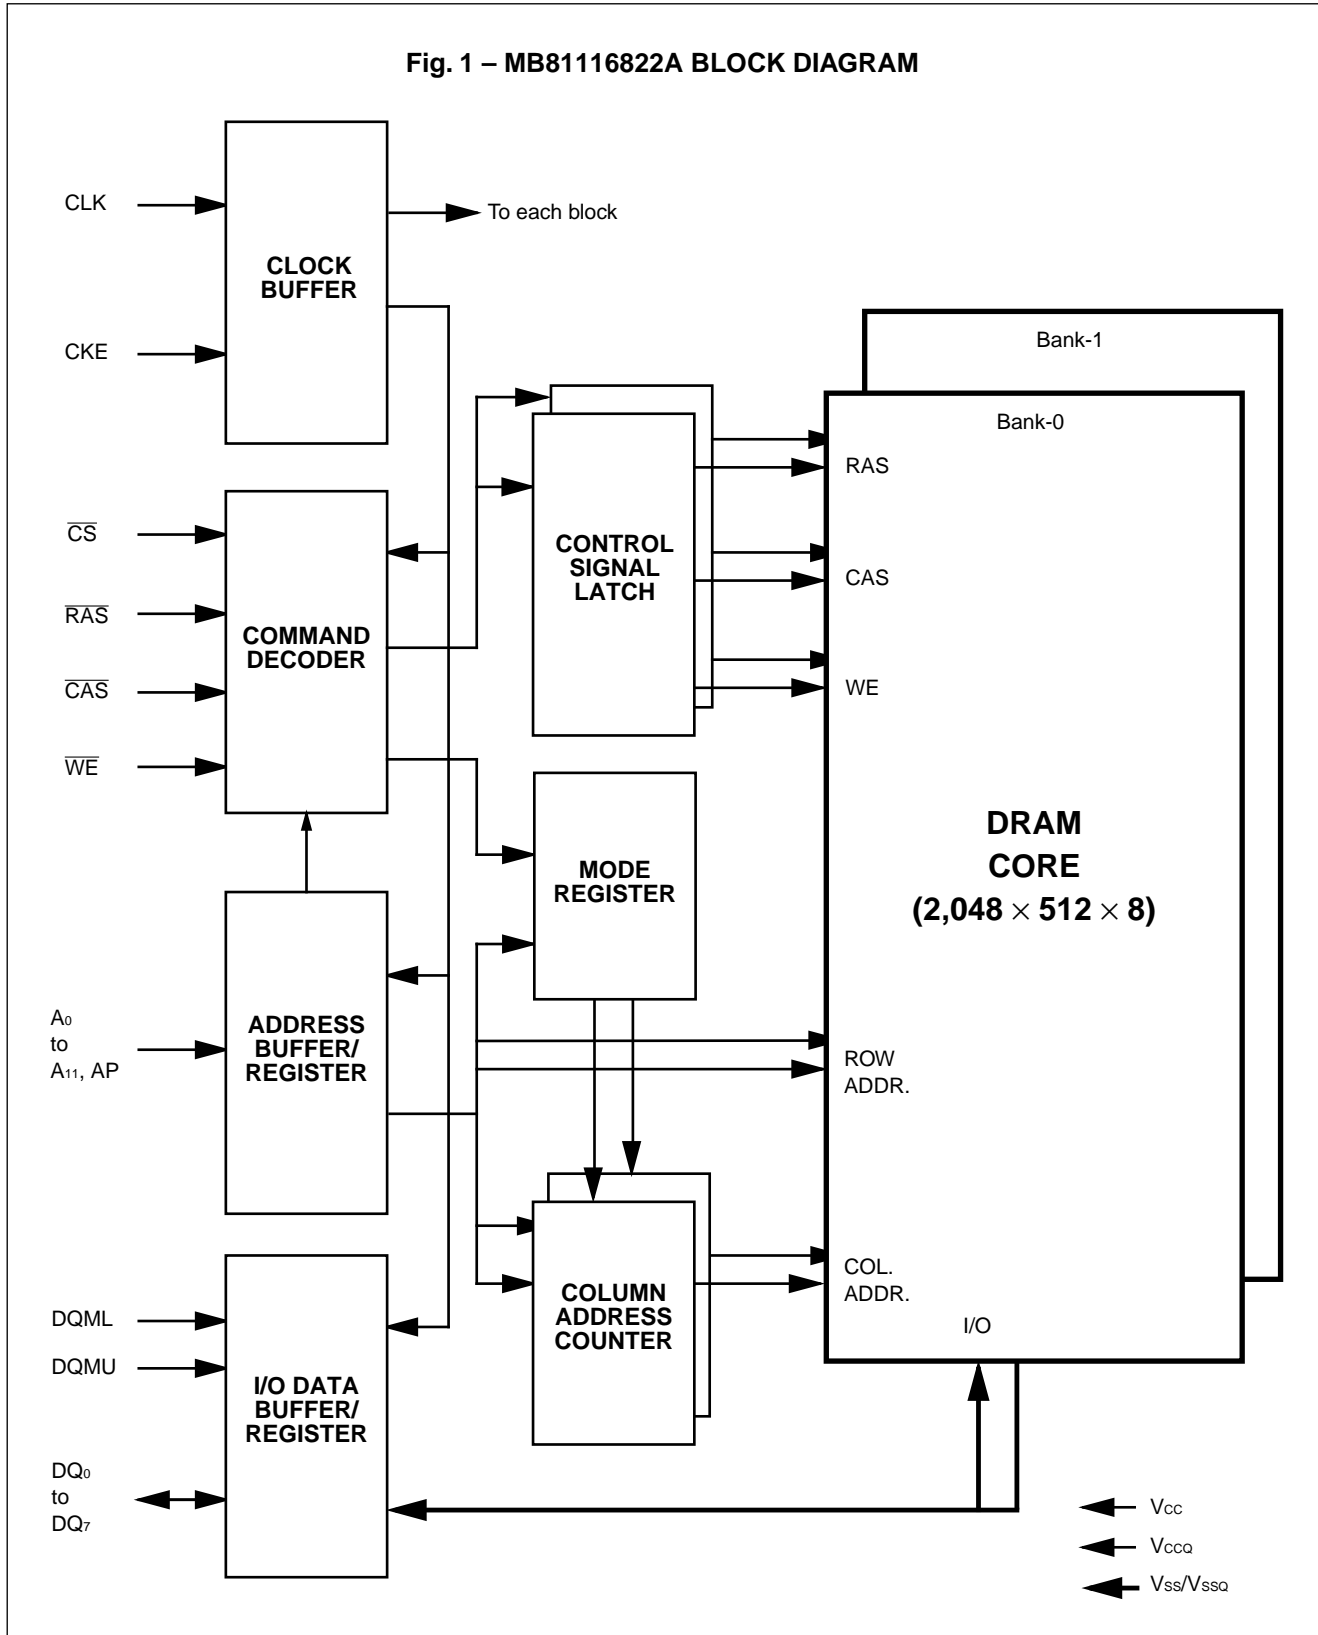 Fig. 1 – MB81116822A BLOCK DIAGRAM
CLK
To each block
CLOCK
BUFFER
CKE
Bank-1
Bank-0
RAS
CS
CONTROL
SIGNAL
LATCH
CAS
RAS
COMMAND
DECODER
CAS
WE
WE
DRAM
CORE
(2,048 × 512 × 8)
MODE
REGISTER
A0
to
A11, AP
ADDRESS
BUFFER/
REGISTER
ROW
ADDR.
COL.
ADDR.
COLUMN
ADDRESS
COUNTER
I/O
DQML
DQMU
I/O DATA
BUFFER/
REGISTER
DQ0
to
DQ7
VCC
VCCQ
VSS/VSSQ